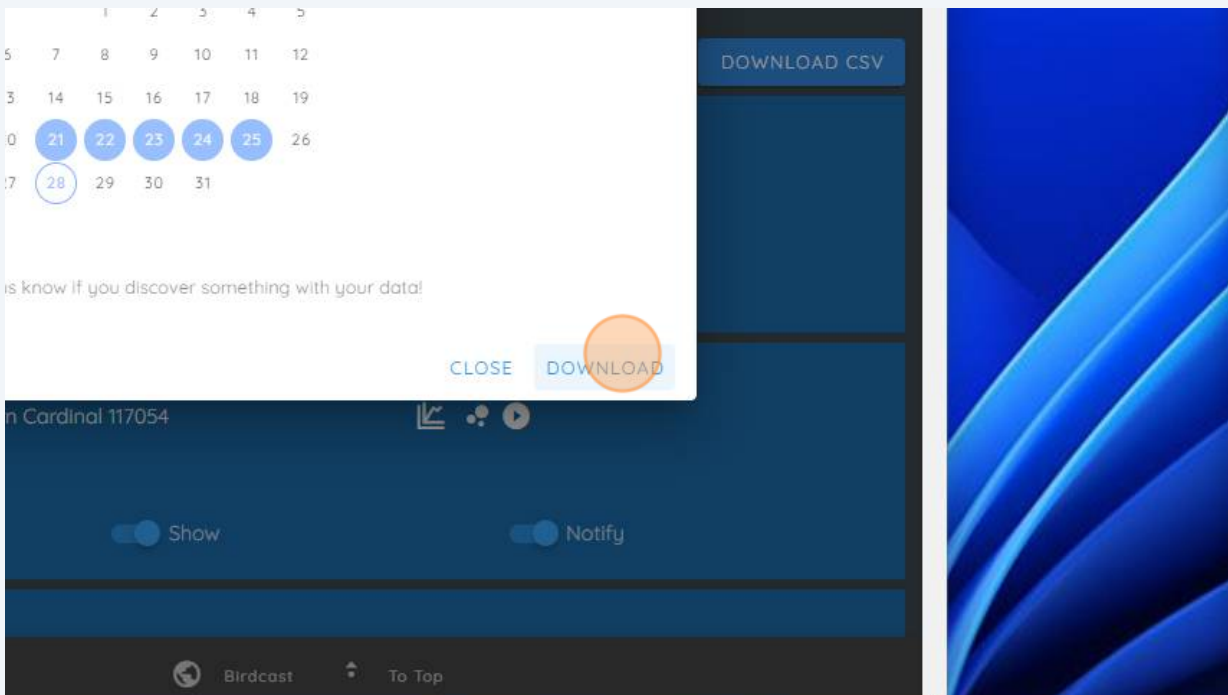 1 2 3 4 5
6 7 8 9 10 11 12
3 14 15 16 17 18 19
0 21 22 23 24 25 26
27 28 29 30 31
DOWNLOAD CSV
us know if you discover something with your data!
CLOSE DOWNLOAD
n Cardinal 117054
Show Notify
Birdcast To Top